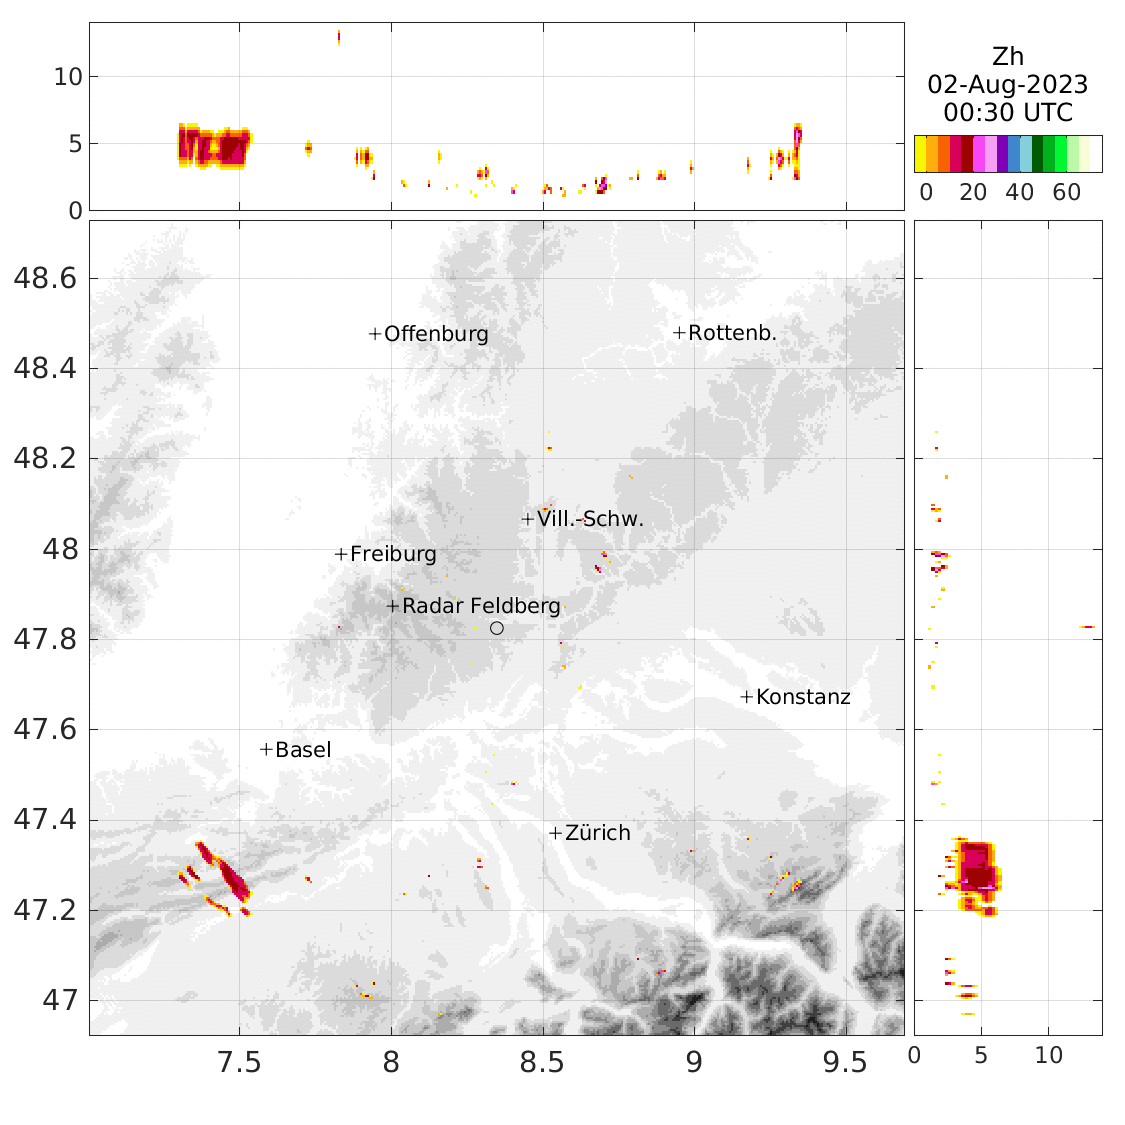 10
5
0
Zh
02-Aug-2023
00:30 UTC
0 20 40 60
48.6
48.4
48.2
48
47.8
47.6
47.4
47.2
47
+Offenburg
+Rottenb.
+Vill.-Schw.
+Freiburg
+Radar Feldberg
+Konstanz
+Basel
+Zürich
7.5 8 8.5 9 9.5
0 5 10